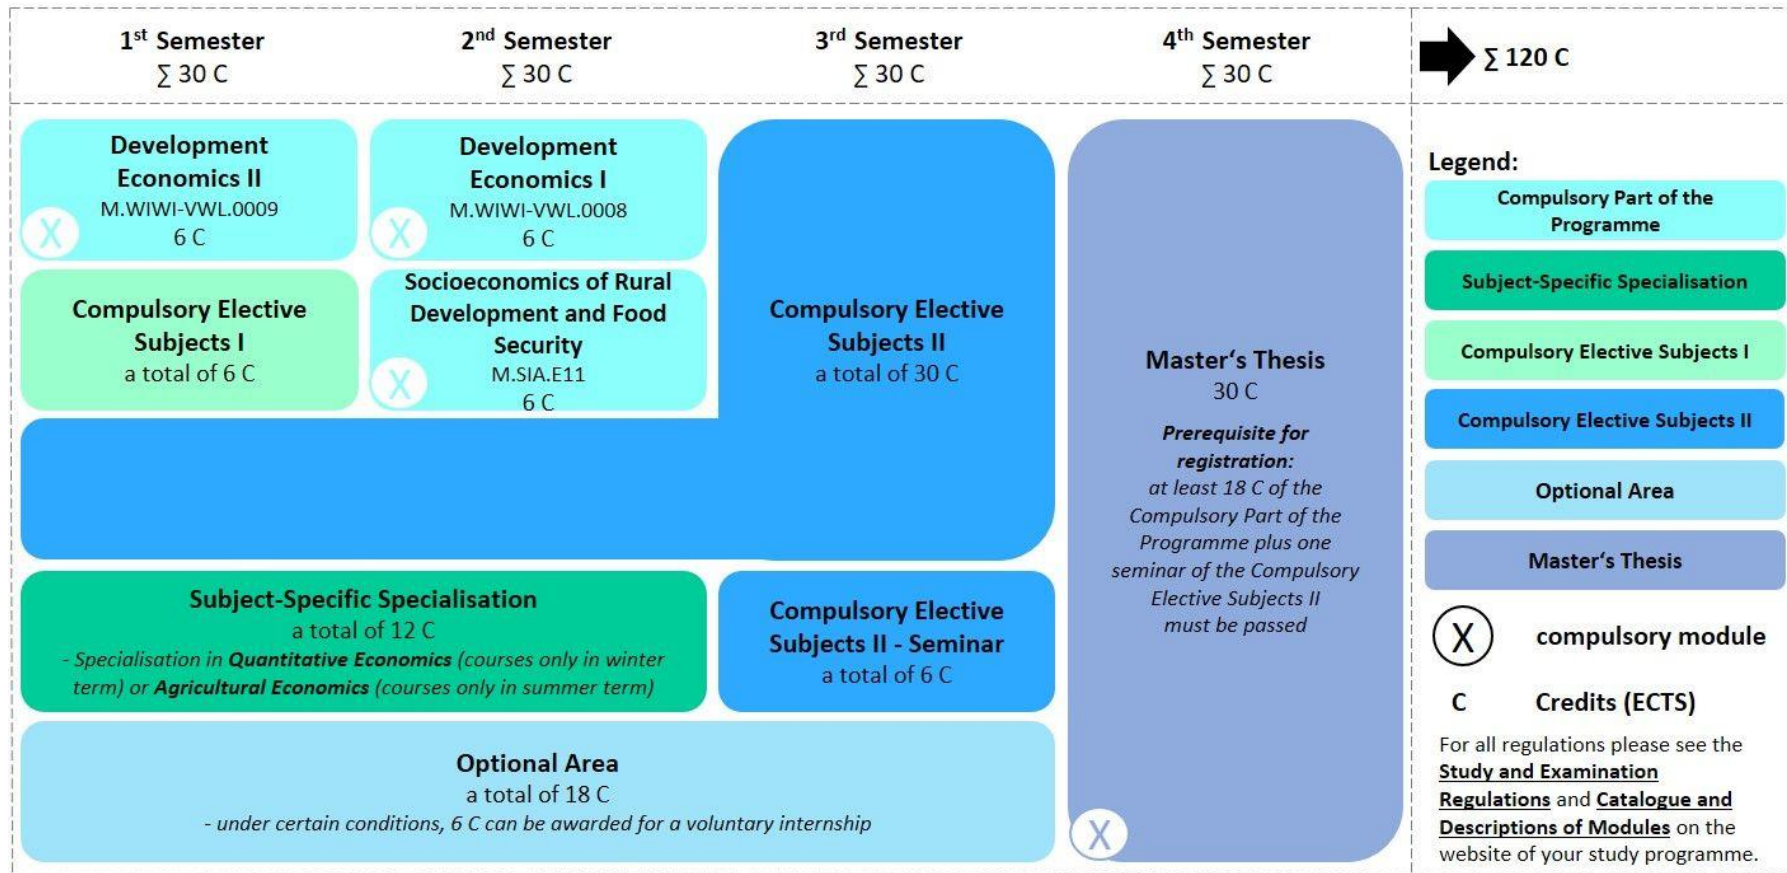 1st Semester
∑ 30 C
2nd Semester
∑ 30 C
3rd Semester
∑ 30 C
4th Semester
∑ 30 C
∑ 120 C
Development
Economics II
M.WIWI-VWL.0009
6 C
X
Development
Economics I
M.WIWI-VWL.0008
6 C
X
Compulsory Elective
Subjects I
a total of 6 C
Socioeconomics of Rural
Development and Food
Security
M.SIA.E11
6 C
X
Compulsory Elective
Subjects II
a total of 30 C
Subject-Specific Specialisation
a total of 12 C
- Specialisation in Quantitative Economics (courses only in winter
term) or Agricultural Economics (courses only in summer term)
Compulsory Elective
Subjects II - Seminar
a total of 6 C
Optional Area
a total of 18 C
- under certain conditions, 6 C can be awarded for a voluntary internship
Master‘s Thesis
30 C
Prerequisite for
registration:
at least 18 C of the
Compulsory Part of the
Programme plus one
seminar of the Compulsory
Elective Subjects II
must be passed
X
Legend:
Compulsory Part of the
Programme
Subject-Specific Specialisation
Compulsory Elective Subjects I
Compulsory Elective Subjects II
Optional Area
Master‘s Thesis
X compulsory module
C Credits (ECTS)
For all regulations please see the
Study and Examination
Regulations and Catalogue and
Descriptions of Modules on the
website of your study programme.